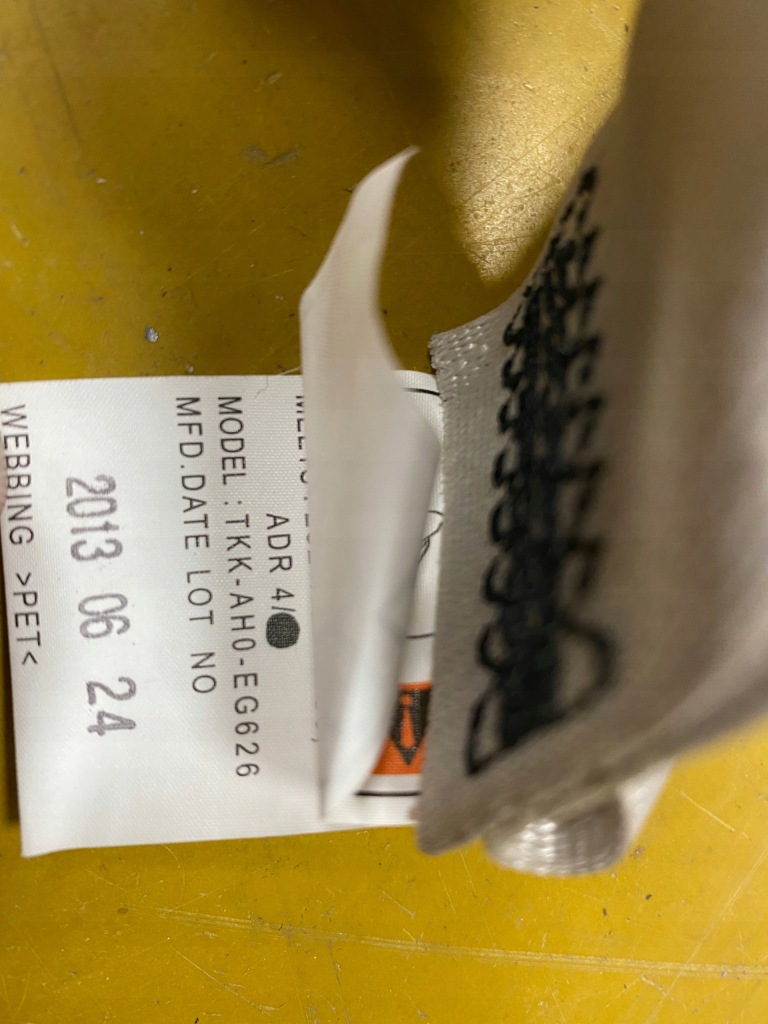 ADR 4/
MODEL : TKK-AH0-EG626
MFD.DATE LOT NO
2013 06 24
WEBBING >PET<